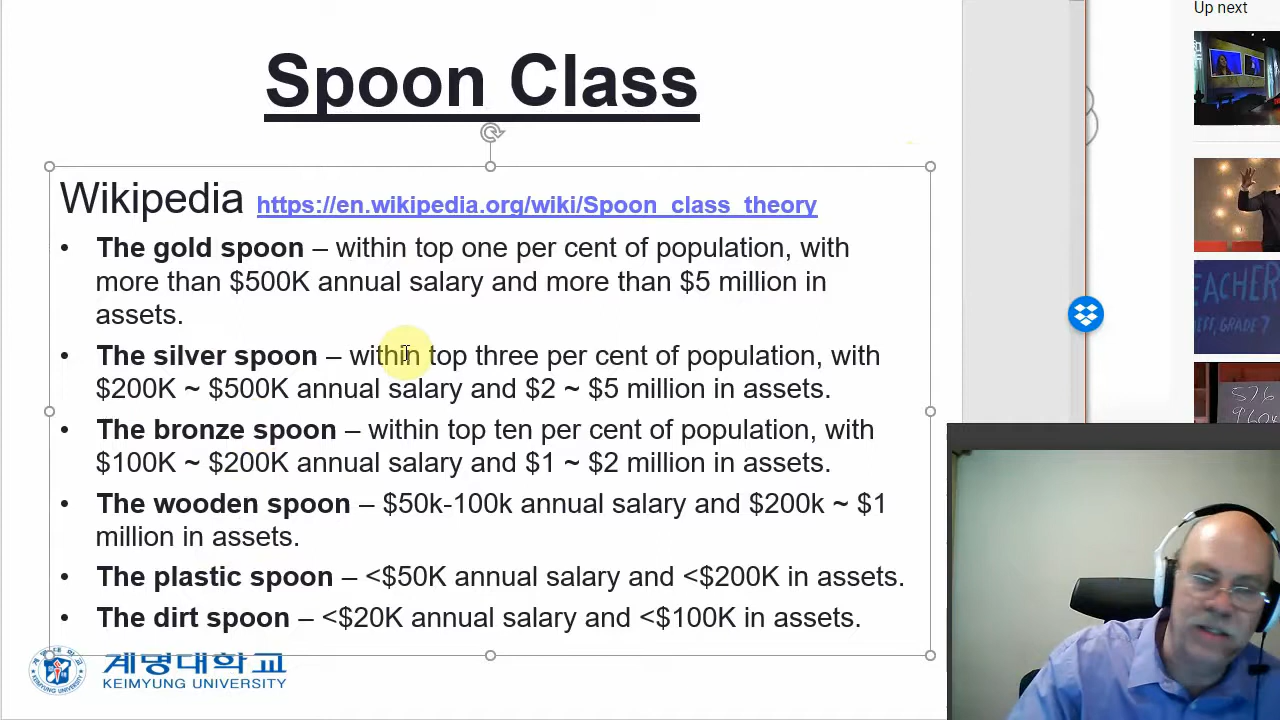 Up next
Spoon Class
Wikipedia https://en.wikipedia.org/wiki/Spoon_class_theory
• The gold spoon – within top one per cent of population, with
more than $500K annual salary and more than $5 million in
assets.
• The silver spoon – within top three per cent of population, with
$200K ~ $500K annual salary and $2 ~ $5 million in assets.
• The bronze spoon – within top ten per cent of population, with
$100K ~ $200K annual salary and $1 ~ $2 million in assets.
• The wooden spoon – $50k-100k annual salary and $200k ~ $1
million in assets.
• The plastic spoon – <$50K annual salary and <$200K in assets.
• The dirt spoon – <$20K annual salary and <$100K in assets.
계명대학교
KEIMYUNG UNIVERSITY
EACHER
GRADE 7
576
960